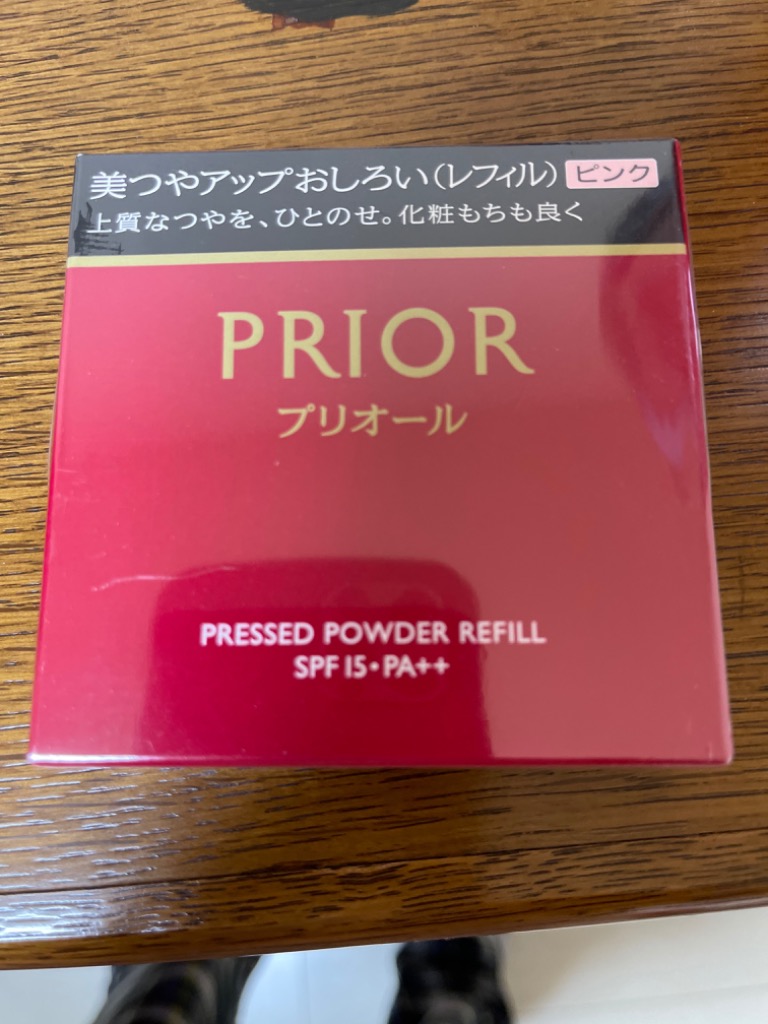 美つやアップおしろい(レフィル) ピンク
上質なつやを、ひとのせ。化粧もちも良く
PRIOR
プリオール
PRESSED POWDER REFILL
SPF 15・PA++